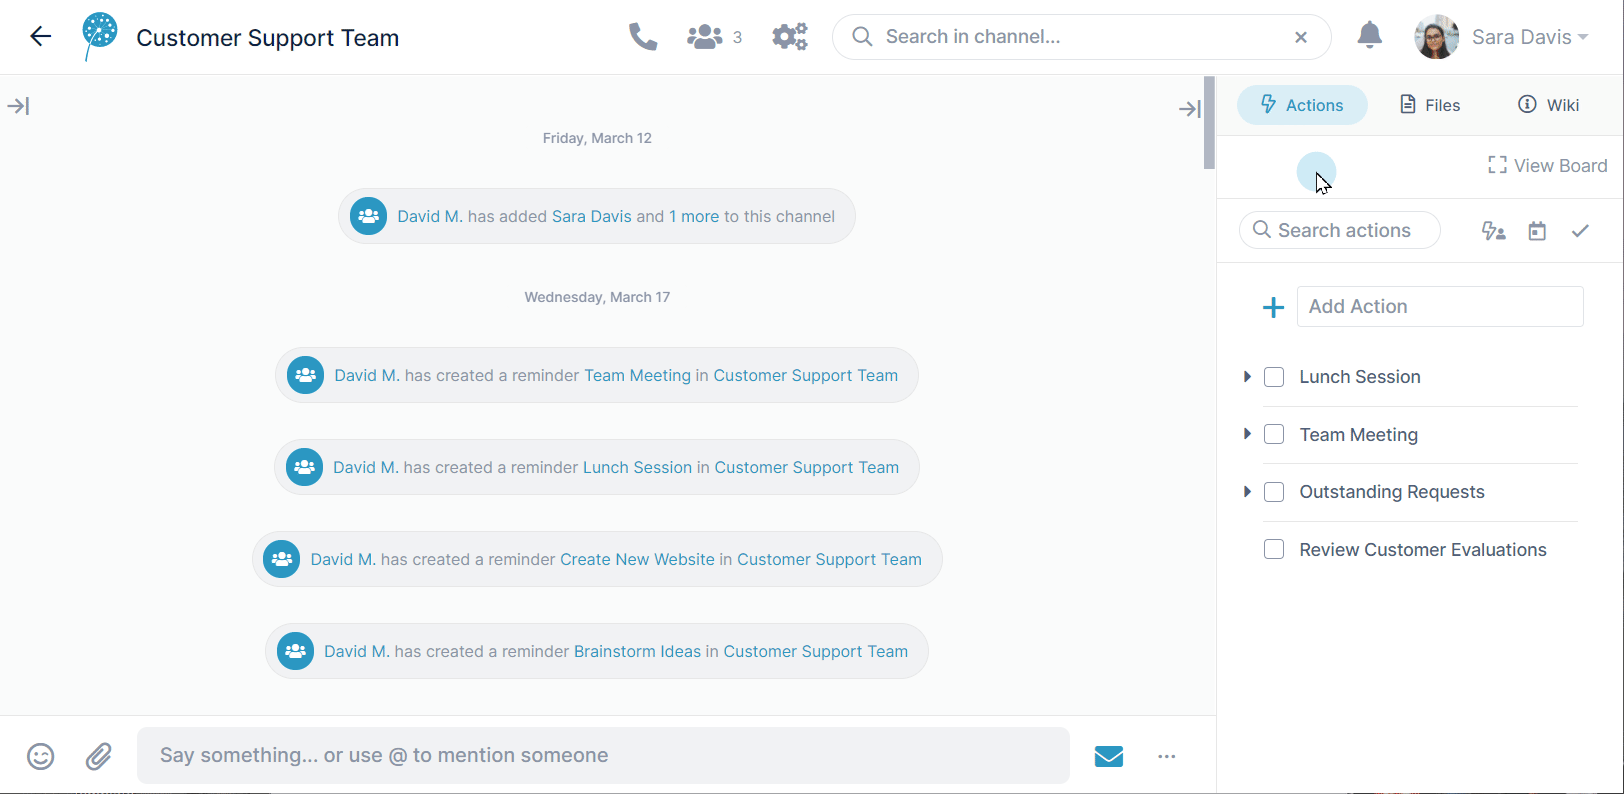 Customer Support Team
3
Search in channel...
Sara Davis
Actions
Files
Wiki
View Board
Search actions
Add Action
Lunch Session
Team Meeting
Outstanding Requests
Review Customer Evaluations
Friday, March 12
David M. has added Sara Davis and 1 more to this channel
Wednesday, March 17
David M. has created a reminder Team Meeting in Customer Support Team
David M. has created a reminder Lunch Session in Customer Support Team
David M. has created a reminder Create New Website in Customer Support Team
David M. has created a reminder Brainstorm Ideas in Customer Support Team
Say something... or use @ to mention someone